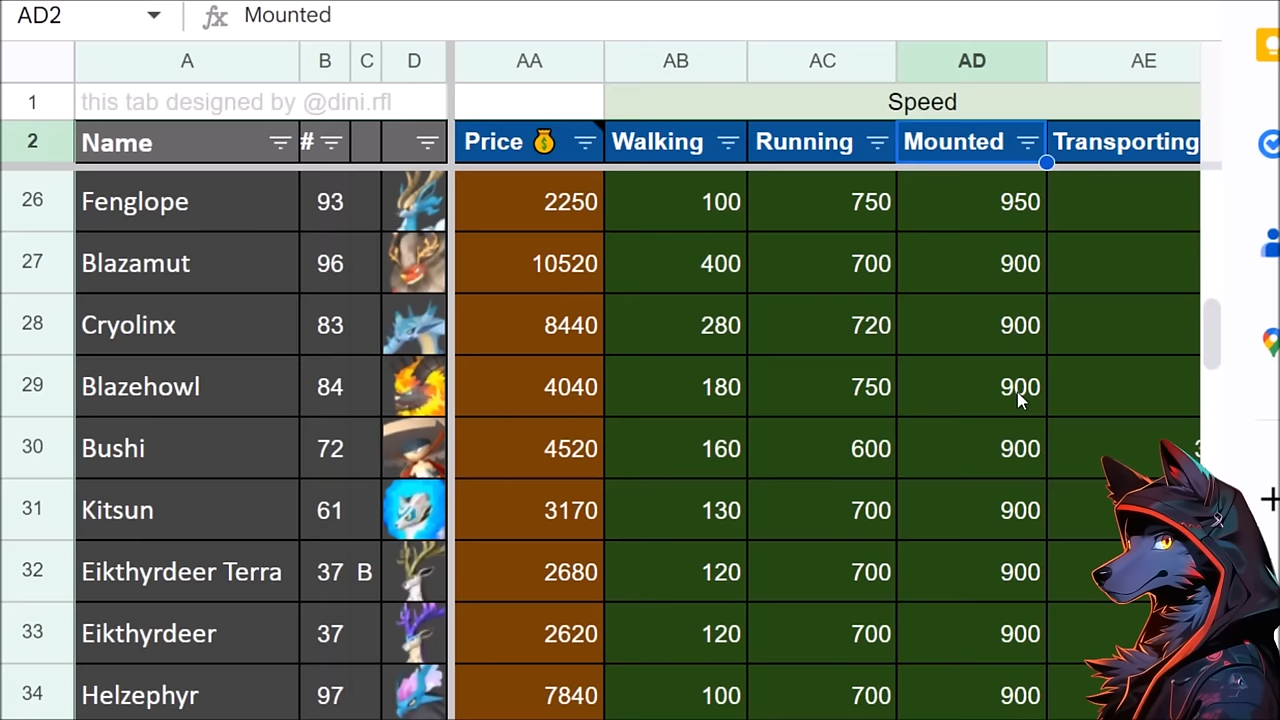 AD2 fx Mounted
A B C D AA AB AC AD AE
1 this tab designed by @dini.rfl Speed
2 Name # Price Walking Running Mounted Transporting
26 Fenglope 93 2250 100 750 950
27 Blazamut 96 10520 400 700 900
28 Cryolinx 83 8440 280 720 900
29 Blazehowl 84 4040 180 750 900
30 Bushi 72 4520 160 600 900
31 Kitsun 61 3170 130 700 900
32 Eikthyrdeer Terra 37 B 2680 120 700 900
33 Eikthyrdeer 37 2620 120 700 900
34 Helzephyr 97 7840 100 700 900